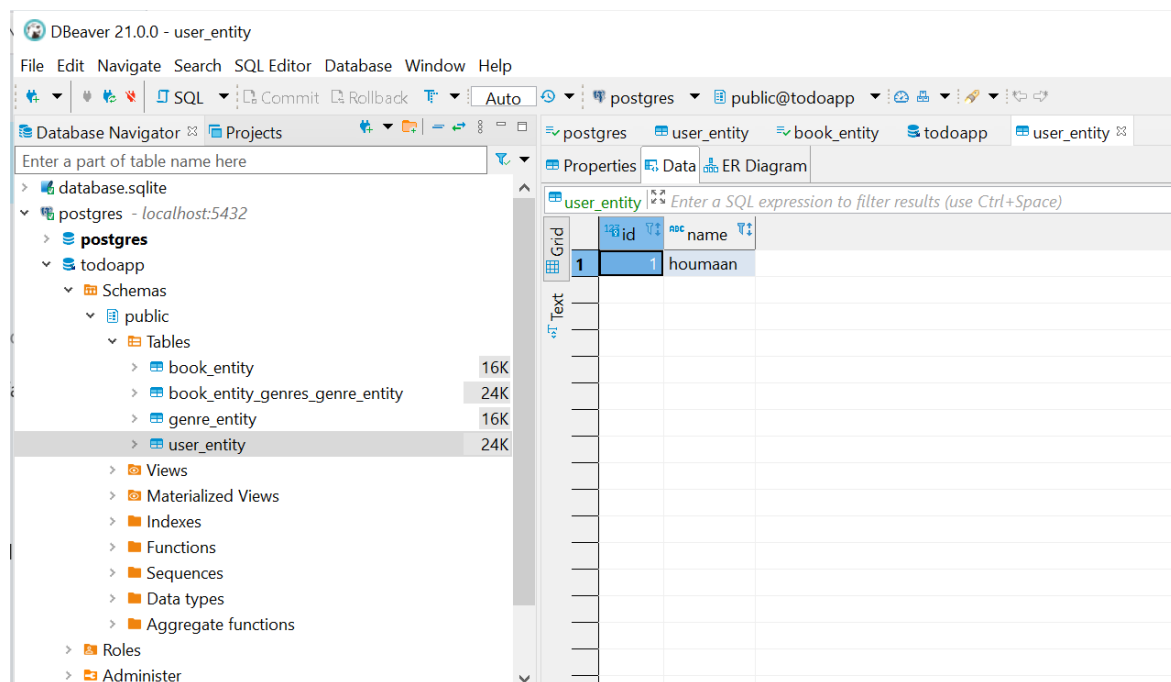 DBeaver 21.0.0 - user_entity
File Edit Navigate Search SQL Editor Database Window Help
SQL Commit Rollback Auto postgres public@todoapp
Database Navigator Projects
postgres user_entity book_entity todoapp user_entity
Enter a part of table name here
Properties Data ER Diagram
database.sqlite
user_entity Enter a SQL expression to filter results (use Ctrl+Space)
postgres - localhost:5432
Grid
Text
123 id ABC name
1 1 houmaan
postgres
todoapp
Schemas
public
Tables
book_entity 16K
book_entity_genres_genre_entity 24K
genre_entity 16K
user_entity 24K
Views
Materialized Views
Indexes
Functions
Sequences
Data types
Aggregate functions
Roles
Administer